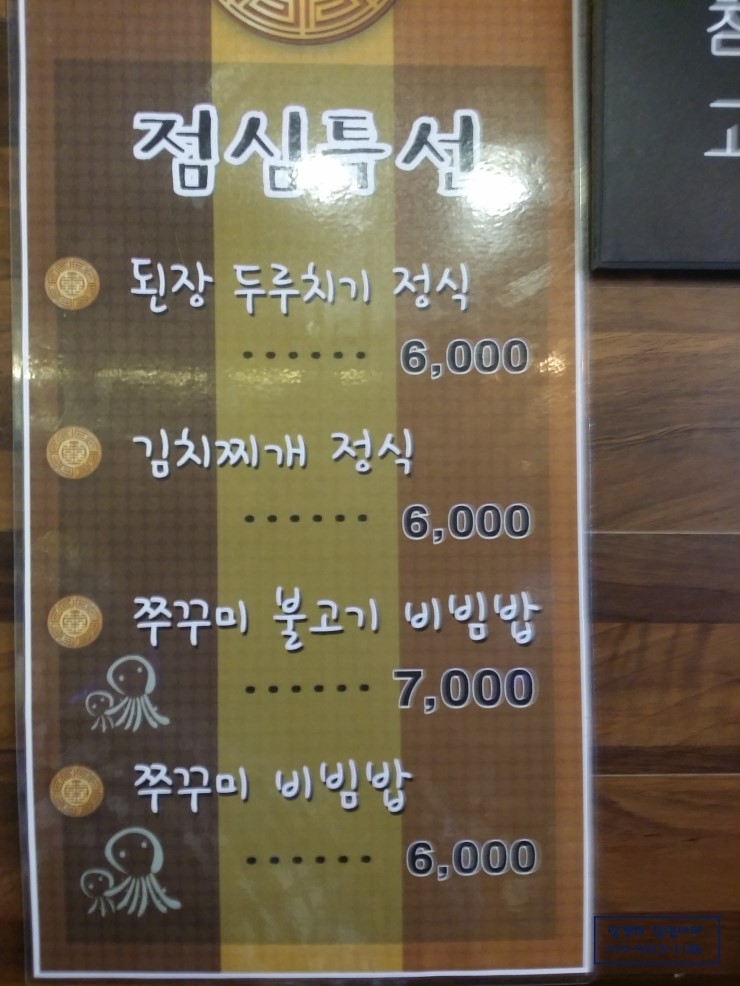 점심특선
된장 두루치기 정식
······ 6,000
김치찌개 정식
······ 6,000
쭈꾸미 불고기 비빔밥
······ 7,000
쭈꾸미 비빔밥
······ 6,000